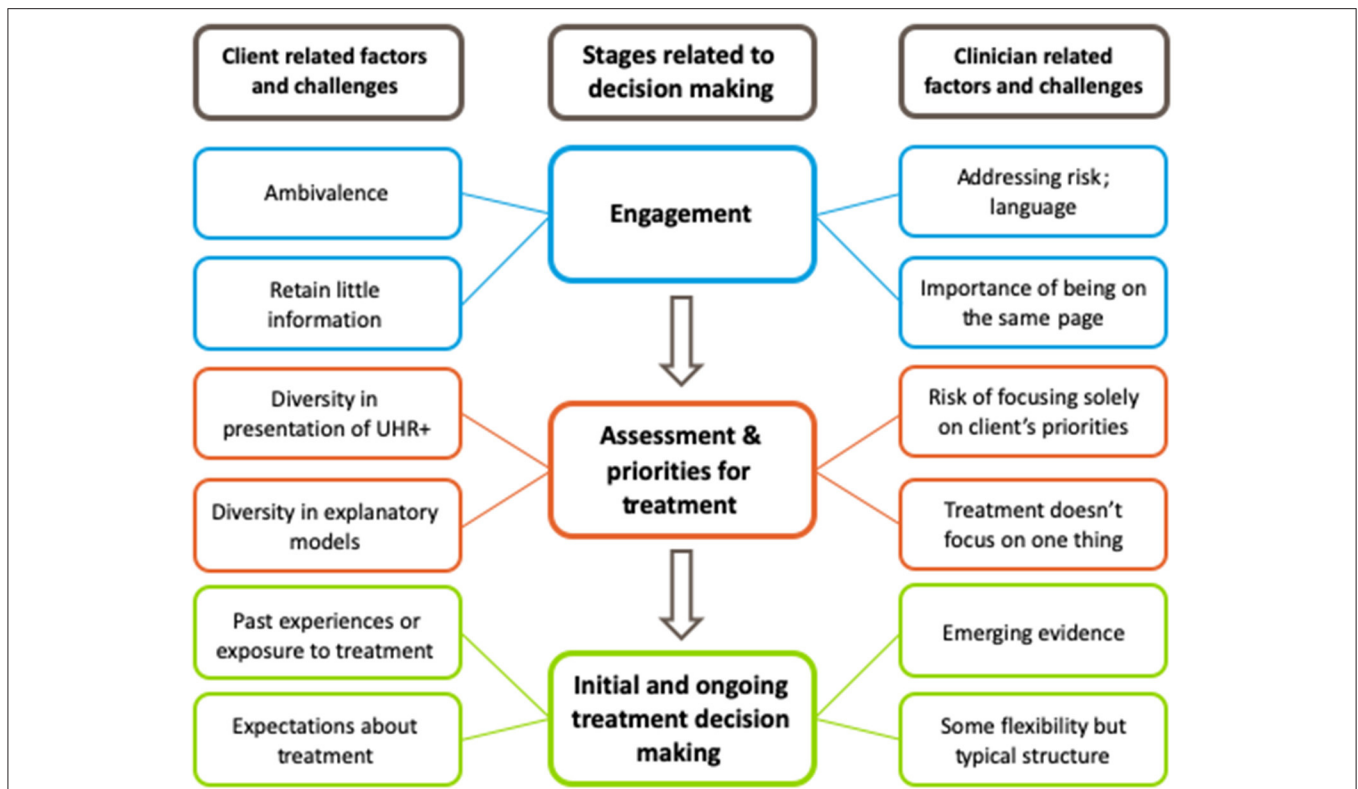 Client related factors
and challenges
Stages related to
decision making
Clinician related
factors and challenges
Ambivalence
Retain little
information
Engagement
Addressing risk;
language
Importance of being on
the same page
Diversity in
presentation of UHR+
Diversity in explanatory
models
Assessment &
priorities for
treatment
Risk of focusing solely
on client's priorities
Treatment doesn't
focus on one thing
Past experiences or
exposure to treatment
Expectations about
treatment
Initial and ongoing
treatment decision
making
Emerging evidence
Some flexibility but
typical structure